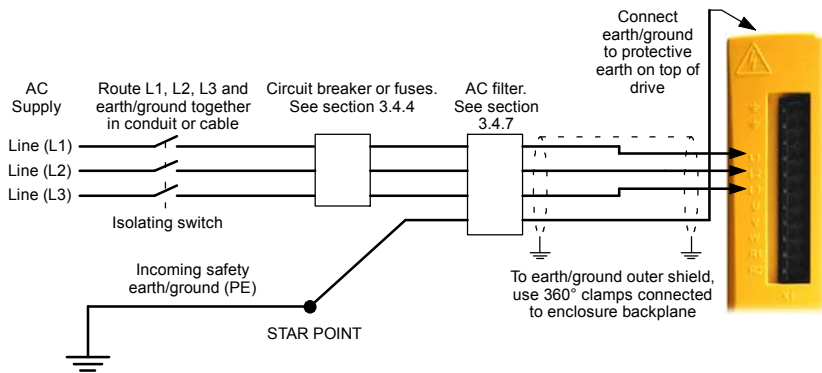 Connect
earth/ground
to protective
earth on top of
drive
AC
Supply
Route L1, L2, L3 and
earth/ground together
in conduit or cable
Circuit breaker or fuses.
See section 3.4.4
AC filter.
See section
3.4.7
Line (L1)
Line (L2)
Line (L3)
Isolating switch
Incoming safety
earth/ground (PE)
To earth/ground outer shield,
use 360° clamps connected
to enclosure backplane
STAR POINT